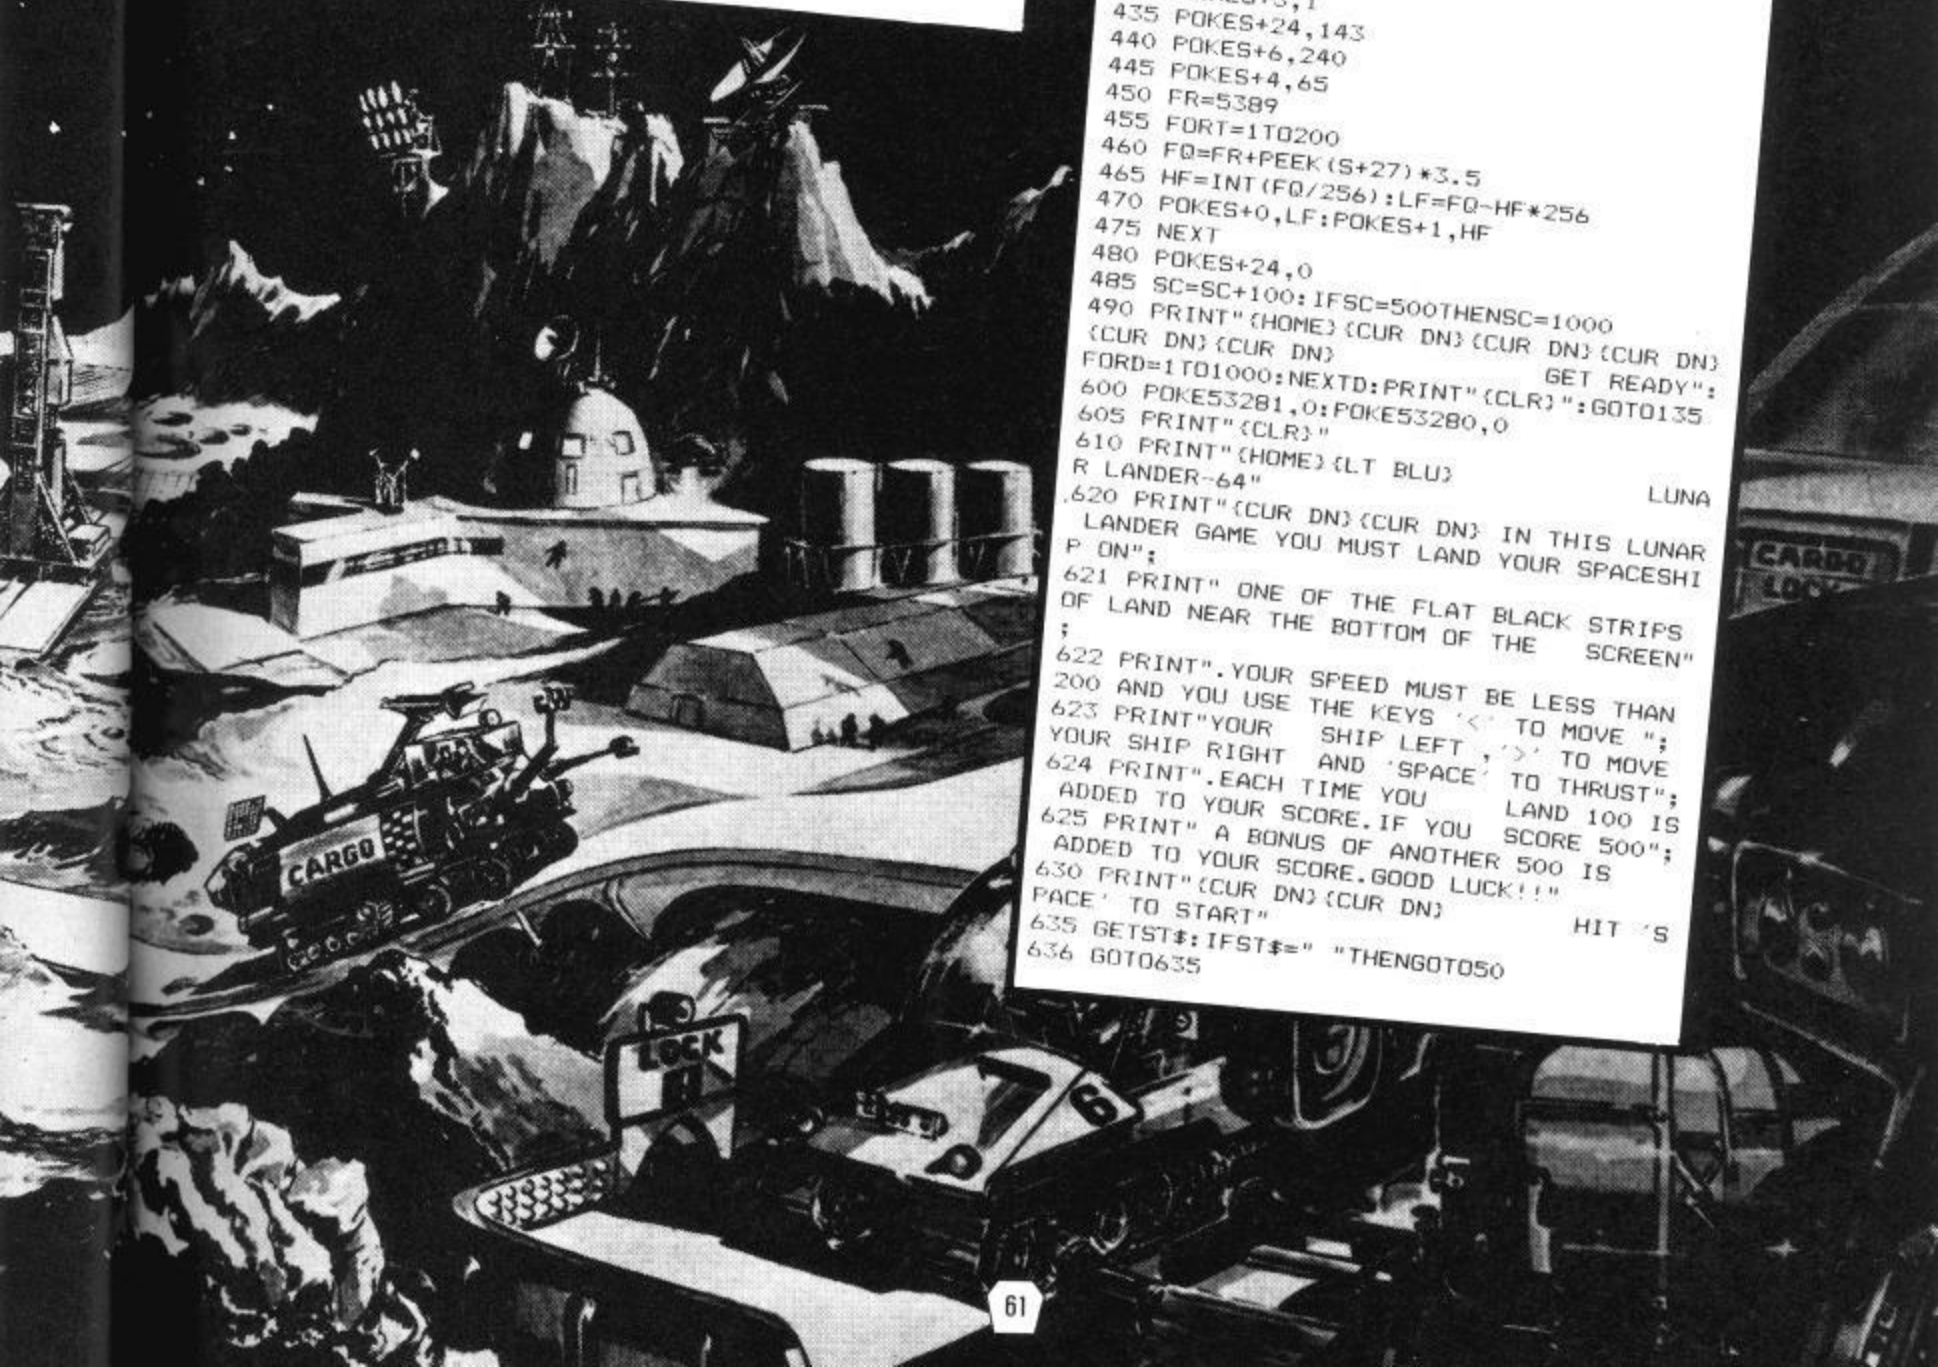 435 POKES+24,143
440 POKES+6,240
445 POKES+4,65
450 FR=5389
455 FORT=1TO200
460 FQ=FR+PEEK(S+27)*3.5
465 HF=INT(FQ/256):LF=FQ-HF*256
470 POKES+0,LF:POKES+1,HF
475 NEXT
480 POKES+24,0
485 SC=SC+100:IFSC=500THENSC=1000
490 PRINT"{HOME}{CUR DN}{CUR DN}{CUR DN}
{CUR DN}{CUR DN} GET READY":
FORD=1TO1000:NEXTD:PRINT"{CLR}":GOTO135
600 POKE53281,0:POKE53280,0
605 PRINT"{CLR}"
610 PRINT"{HOME}{LT BLU} LUNA
R LANDER-64"
620 PRINT"{CUR DN}{CUR DN} IN THIS LUNAR
LANDER GAME YOU MUST LAND YOUR SPACESHI
P ON";
621 PRINT" ONE OF THE FLAT BLACK STRIPS
OF LAND NEAR THE BOTTOM OF THE SCREEN"
;
622 PRINT".YOUR SPEED MUST BE LESS THAN
200 AND YOU USE THE KEYS '<' TO MOVE ";
623 PRINT"YOUR SHIP LEFT ,'>' TO MOVE
YOUR SHIP RIGHT AND 'SPACE' TO THRUST";
624 PRINT".EACH TIME YOU LAND 100 IS
ADDED TO YOUR SCORE.IF YOU SCORE 500";
625 PRINT" A BONUS OF ANOTHER 500 IS
ADDED TO YOUR SCORE.GOOD LUCK!!"
630 PRINT"{CUR DN}{CUR DN} HIT 'S
PACE' TO START"
635 GETST$:IFST$=" "THENGOTO50
636 GOTO635
CARGO
LOCK
CARGO
LOCK
6
61